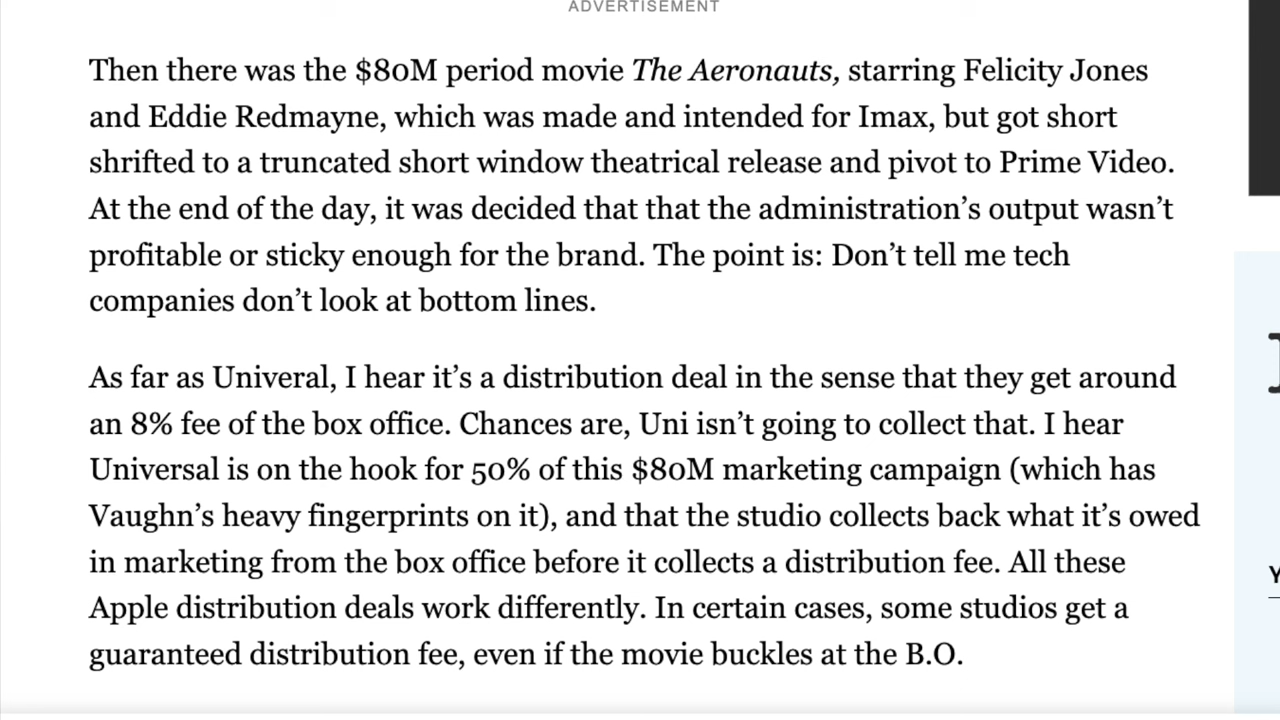 ADVERTISEMENT
Then there was the $80M period movie The Aeronauts, starring Felicity Jones
and Eddie Redmayne, which was made and intended for Imax, but got short
shrifted to a truncated short window theatrical release and pivot to Prime Video.
At the end of the day, it was decided that that the administration’s output wasn’t
profitable or sticky enough for the brand. The point is: Don’t tell me tech
companies don’t look at bottom lines.
As far as Univeral, I hear it’s a distribution deal in the sense that they get around
an 8% fee of the box office. Chances are, Uni isn’t going to collect that. I hear
Universal is on the hook for 50% of this $80M marketing campaign (which has
Vaughn’s heavy fingerprints on it), and that the studio collects back what it’s owed
in marketing from the box office before it collects a distribution fee. All these
Apple distribution deals work differently. In certain cases, some studios get a
guaranteed distribution fee, even if the movie buckles at the B.O.